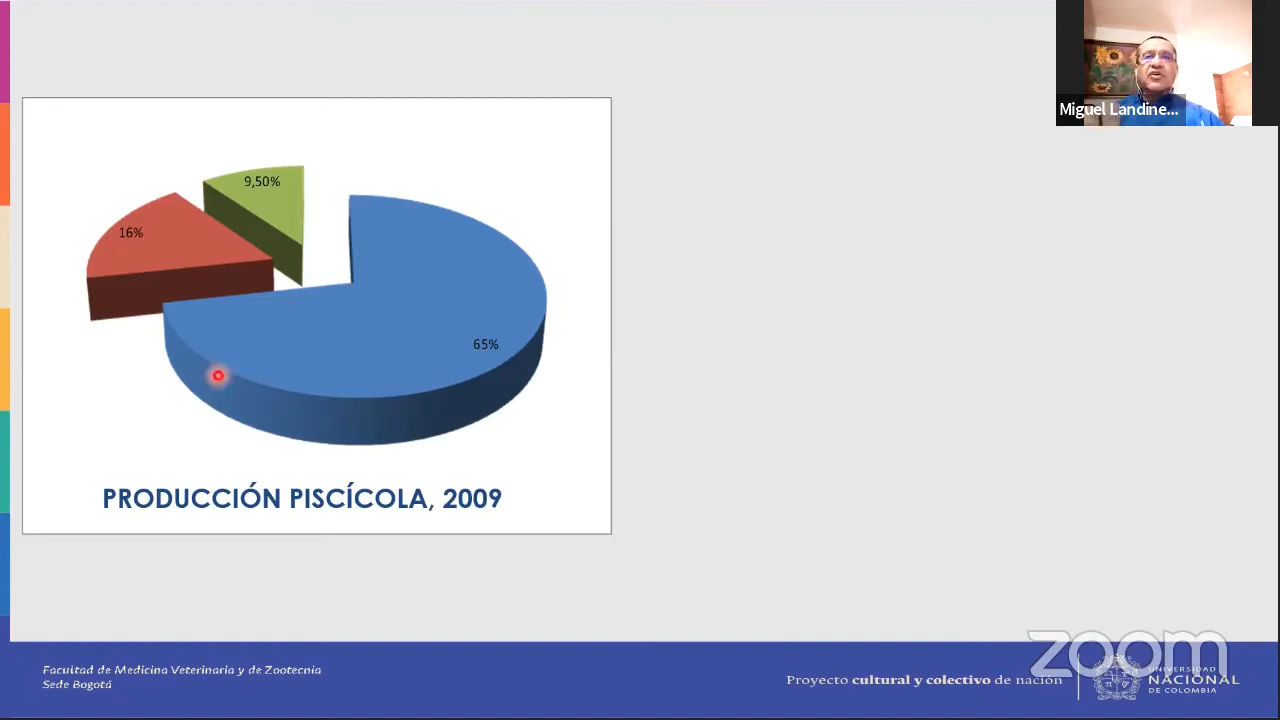 Miguel Landine...
9,50%
16%
65%
PRODUCCIÓN PISCÍCOLA, 2009
zoom
Facultad de Medicina Veterinaria y de Zootecnia
Sede Bogotá
Proyecto cultural y colectivo de nación
UNIVERSIDAD
NACIONAL
DE COLOMBIA